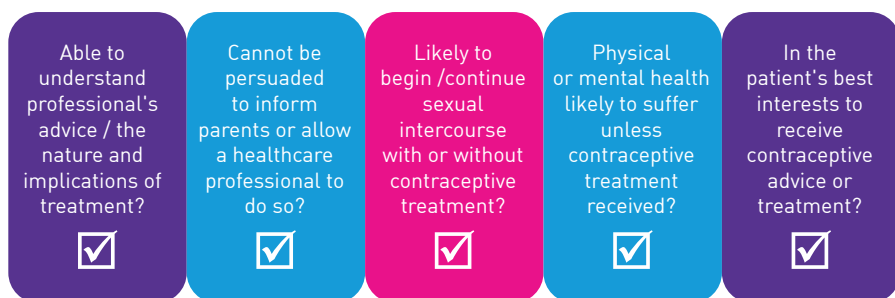 Able to
understand
professional's
advice / the
nature and
implications of
treatment?
Cannot be
persuaded
to inform
parents or allow
a healthcare
professional to
do so?
Likely to
begin /continue
sexual
intercourse
with or without
contraceptive
treatment?
Physical
or mental health
likely to suffer
unless
contraceptive
treatment
received?
In the
patient's best
interests to
receive
contraceptive
advice or
treatment?